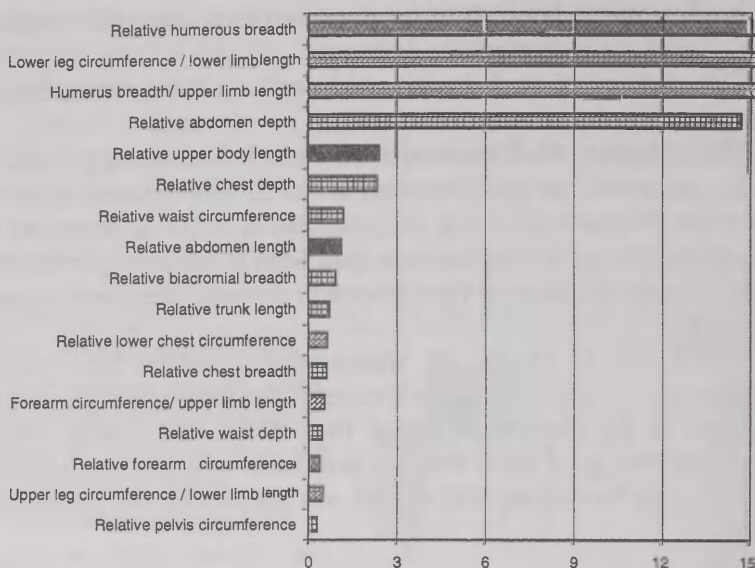 Relative humerous breadth
Lower leg circumference / lower limblength
Humerus breadth/ upper limb length
Relative abdomen depth
Relative upper body length
Relative chest depth
Relative waist circumference
Relative abdomen length
Relative biacromial breadth
Relative trunk length
Relative lower chest circumference
Relative chest breadth
Forearm circumference/ upper limb length
Relative waist depth
Relative forearm circumference
Upper leg circumference / lower limb length
Relative pelvis circumference
0 3 6 9 12 15